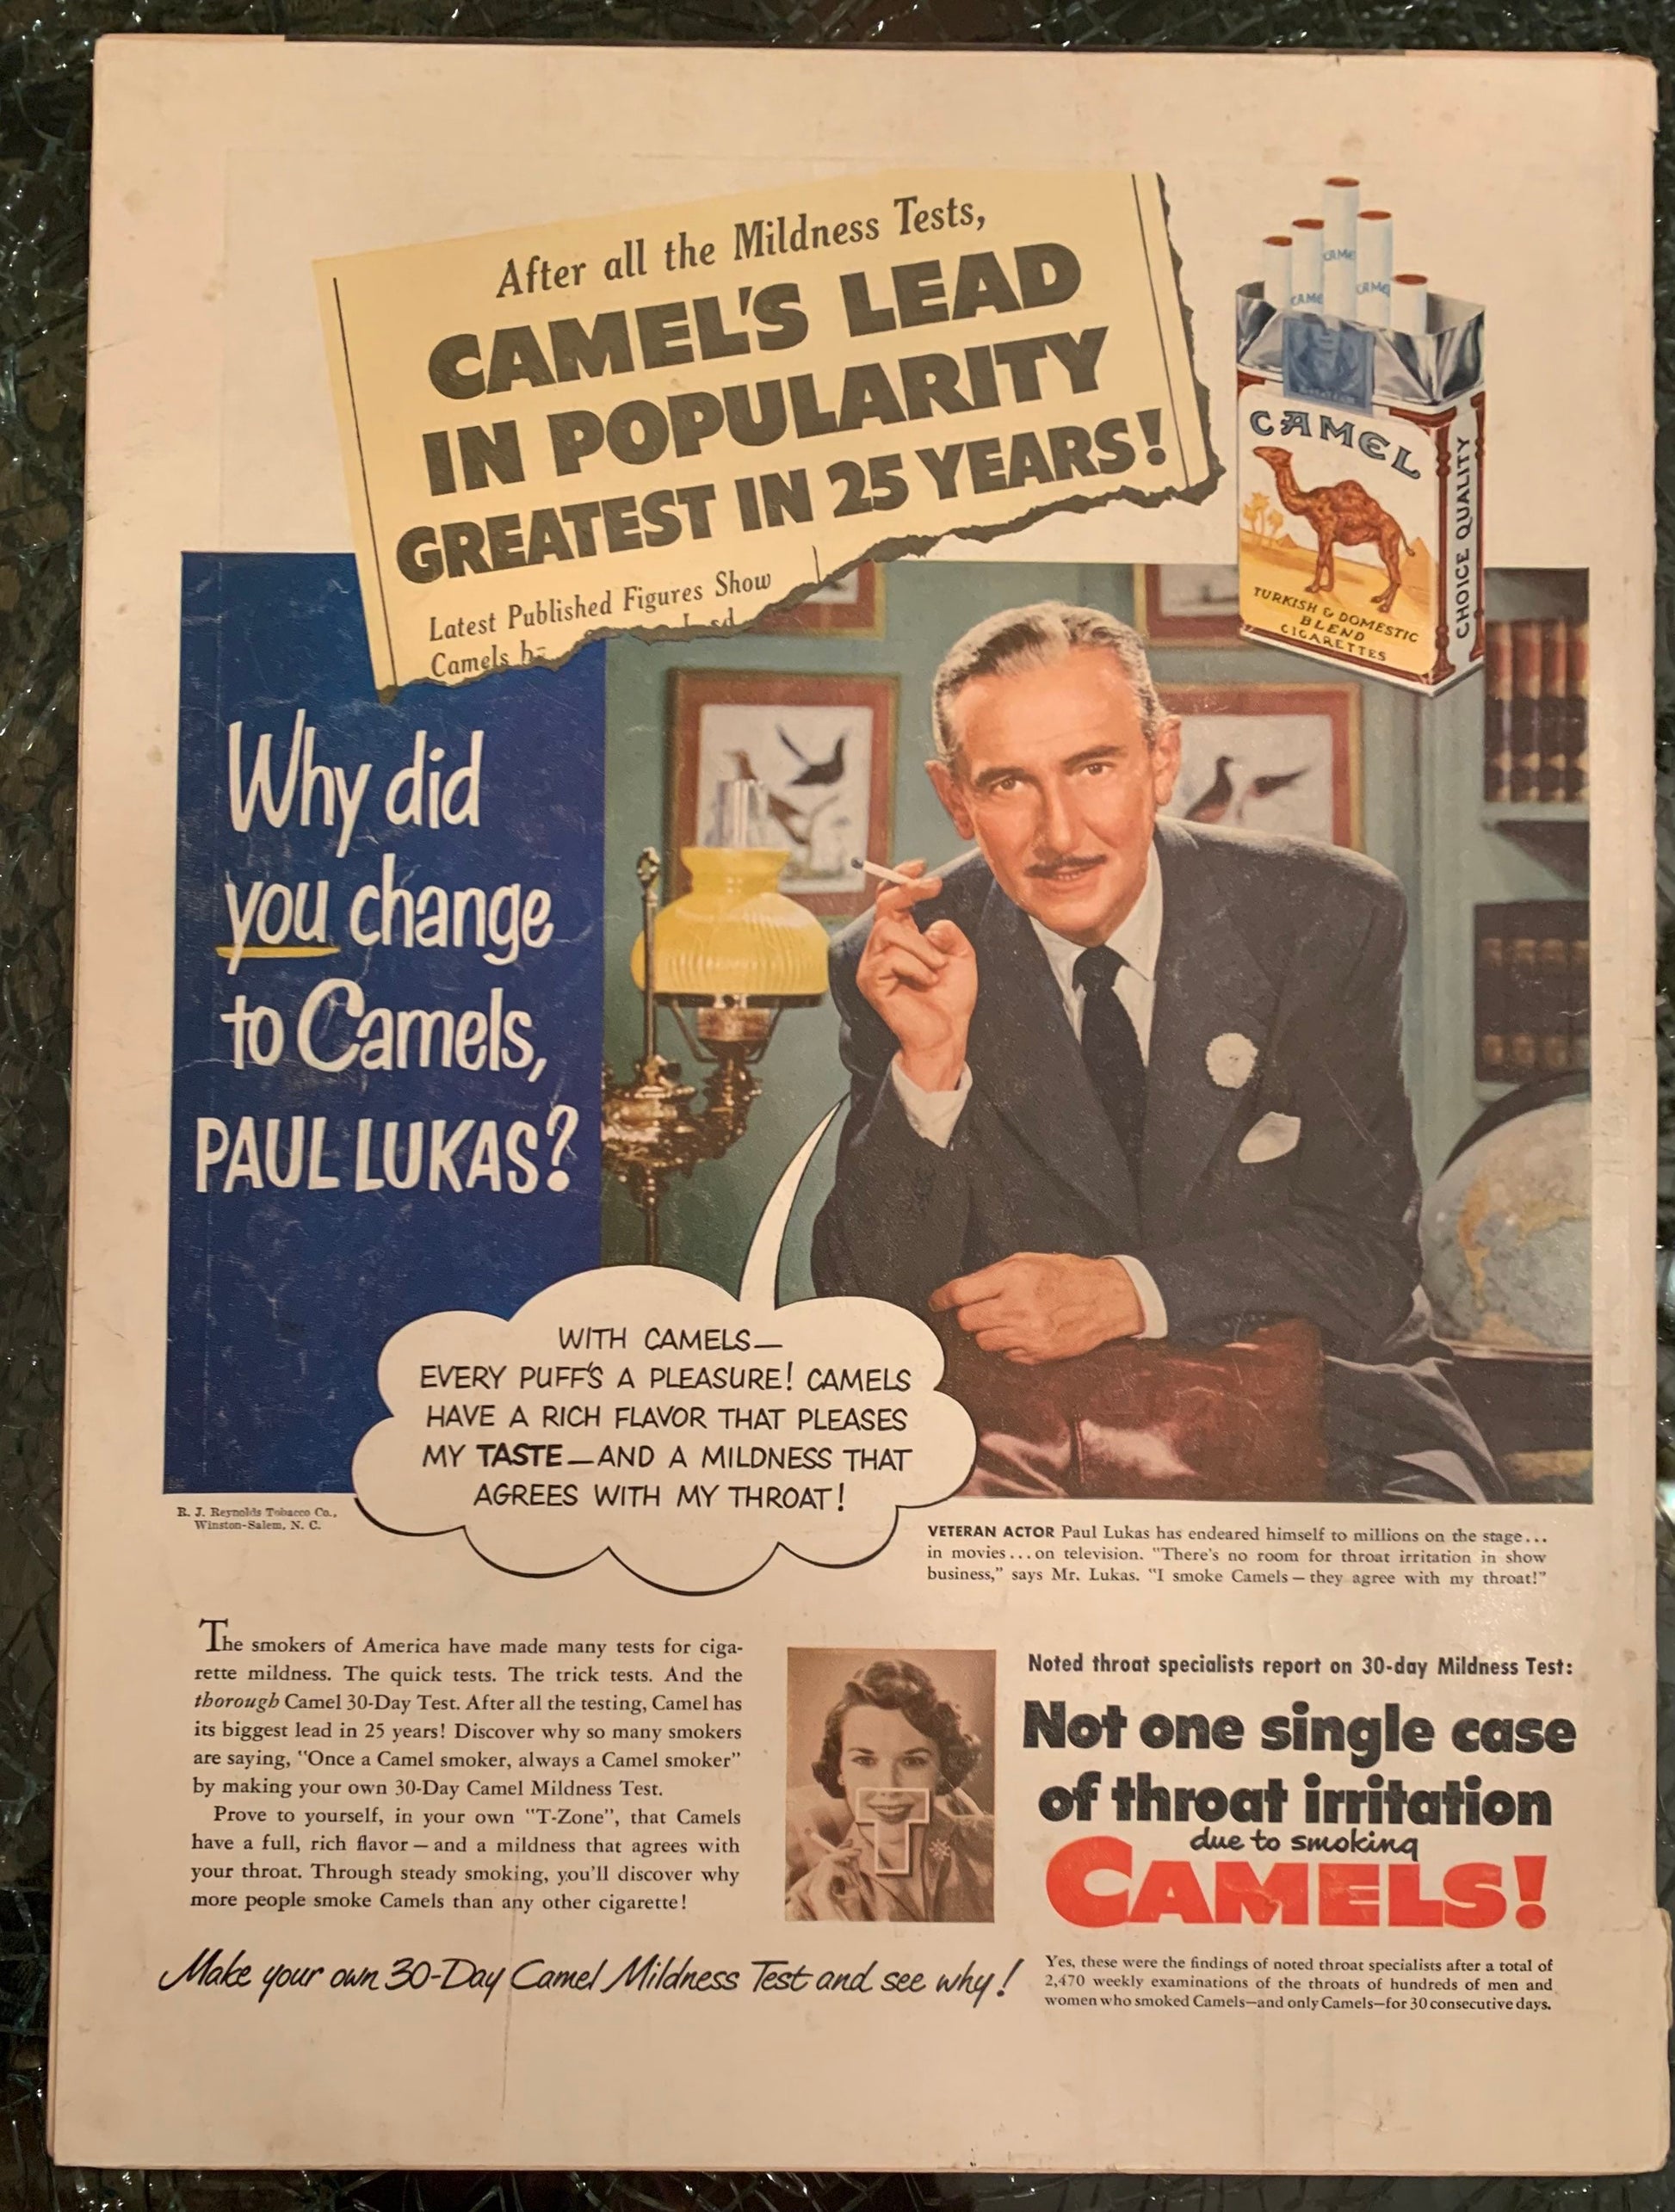 After all the Mildness Tests,
CAMEL'S LEAD
IN POPULARITY
GREATEST IN 25 YEARS!
Latest Published Figures Show
Camels
CAMEL
CAMEL
CAMEL
CAMEL
TURKISH & DOMESTIC
BLEND
CIGARETTES
CHOICE QUALITY
Why did
you change
to Camels,
PAUL LUKAS?
WITH CAMELS—
EVERY PUFF'S A PLEASURE! CAMELS
HAVE A RICH FLAVOR THAT PLEASES
MY TASTE—AND A MILDNESS THAT
AGREES WITH MY THROAT!
R. J. Reynolds Tobacco Co.,
Winston-Salem, N. C.
VETERAN ACTOR Paul Lukas has endeared himself to millions on the stage...
in movies...on television. "There's no room for throat irritation in show
business," says Mr. Lukas. "I smoke Camels—they agree with my throat!"
The smokers of America have made many tests for ciga-
rette mildness. The quick tests. The trick tests. And the
thorough Camel 30-Day Test. After all the testing, Camel has
its biggest lead in 25 years! Discover why so many smokers
are saying, "Once a Camel smoker, always a Camel smoker"
by making your own 30-Day Camel Mildness Test.
Prove to yourself, in your own "T-Zone", that Camels
have a full, rich flavor—and a mildness that agrees with
your throat. Through steady smoking, you'll discover why
more people smoke Camels than any other cigarette!
T
Noted throat specialists report on 30-day Mildness Test:
Not one single case
of throat irritation
due to smoking
CAMELS!
Make your own 30-Day Camel Mildness Test and see why!
Yes, these were the findings of noted throat specialists after a total of
2,470 weekly examinations of the throats of hundreds of men and
women who smoked Camels—and only Camels—for 30 consecutive days.